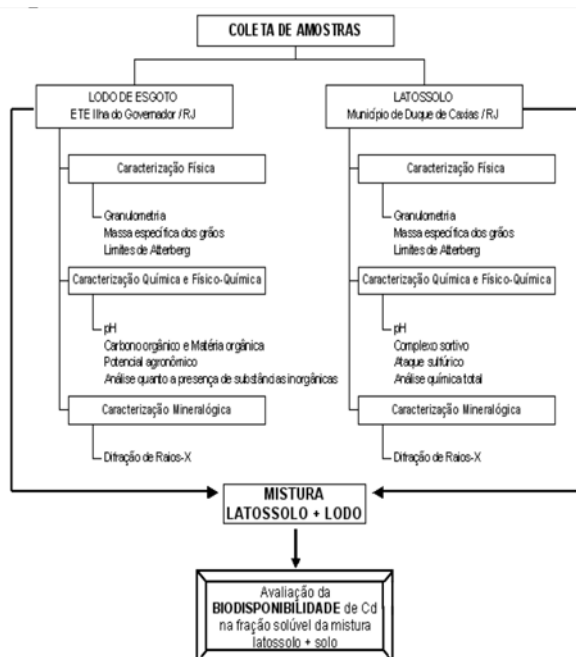 COLETA DE AMOSTRAS
LODO DE ESGOTO
ETE Ilha do Governador / RJ
Caracterização Física
Granulometria
Massa específica dos grãos
Limites de Atterberg
Caracterização Química e Físico-Química
pH
Carbono orgânico e Matéria orgânica
Potencial agronômico
Análise quanto a presença de substâncias inorgânicas
Caracterização Mineralógica
Difração de Raios-X
LATOSSOLO
Município de Duque de Caxias / RJ
Caracterização Física
Granulometria
Massa específica dos grãos
Limites de Atterberg
Caracterização Química e Físico-Química
pH
Complexo sortivo
Ataque sulfúrico
Análise química total
Caracterização Mineralógica
Difração de Raios-X
MISTURA
LATOSSOLO + LODO
Avaliação da
BIODISPONIBILIDADE de Cd
na fração solúvel da mistura
latossolo + solo